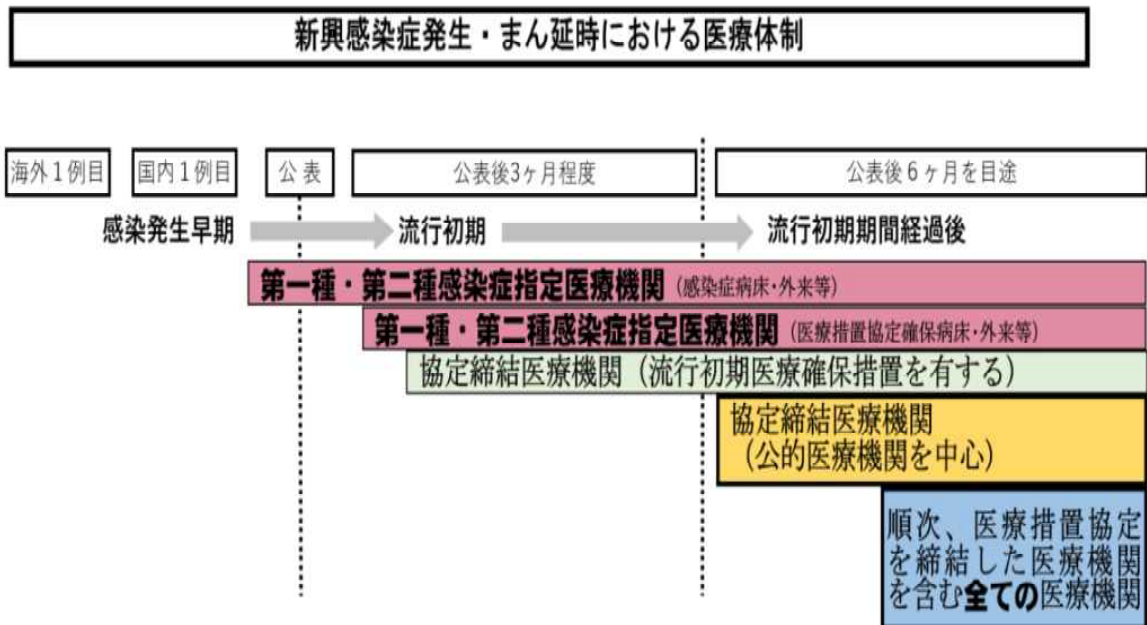 新興感染症発生・まん延時における医療体制
海外１例目
国内１例目
公 表
公表後3ヶ月程度
公表後６ヶ月を目途
感染発生早期
流行初期
流行初期期間経過後
第一種・第二種感染症指定医療機関（感染症病床・外来等）
第一種・第二種感染症指定医療機関（医療措置協定確保病床・外来等）
協定締結医療機関（流行初期医療確保措置を有する）
協定締結医療機関
（公的医療機関を中心）
順次、医療措置協定
を締結した医療機関
を含む全ての医療機関